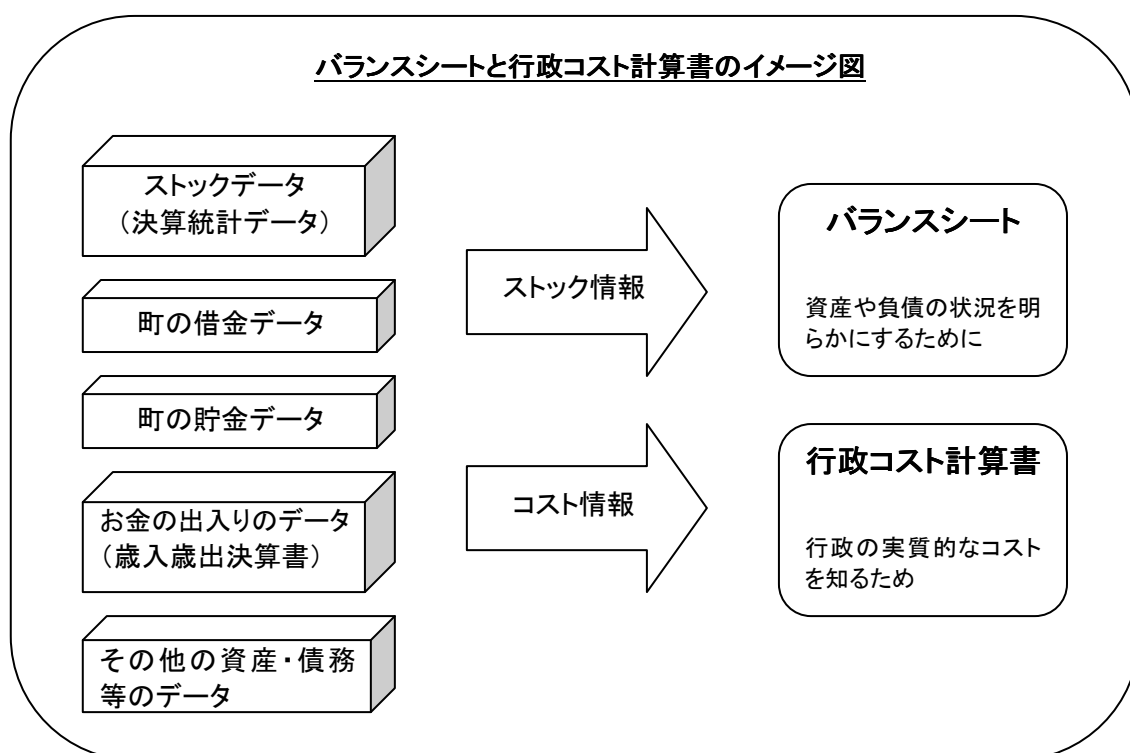 バランスシートと行政コスト計算書のイメージ図
ストックデータ
（決算統計データ）
町の借金データ
町の貯金データ
お金の出入りのデータ
（歳入歳出決算書）
その他の資産・債務
等のデータ
ストック情報
コスト情報
バランスシート
資産や負債の状況を明
らかにするために
行政コスト計算書
行政の実質的なコスト
を知るため